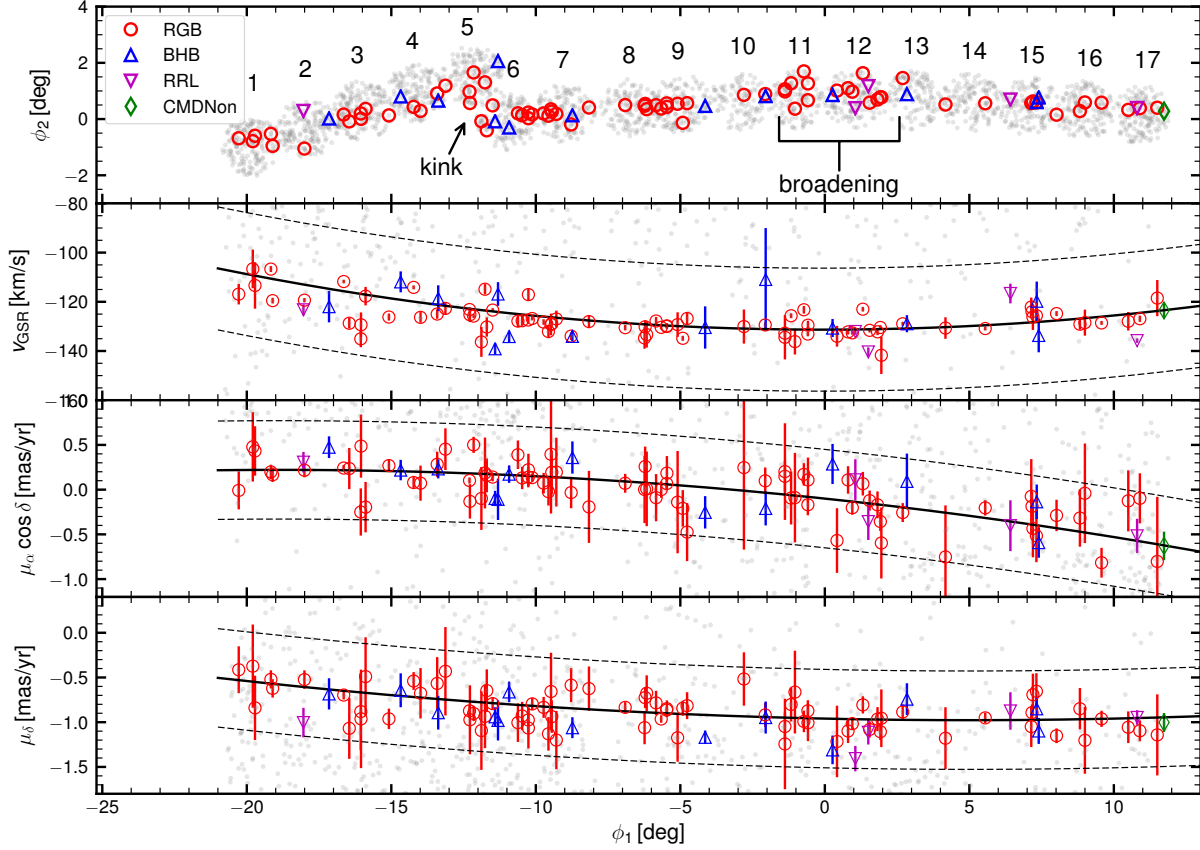 RGB
BHB
RRL
CMDNon
1 2 3 4 5 6 7 8 9 10 11 12 13 14 15 16 17
kink
broadening
4
2
0
−2
ϕ2 [deg]
−80
−100
−120
−140
−160
vGSR [km/s]
0.5
0.0
−0.5
−1.0
μα cos δ [mas/yr]
0.0
−0.5
−1.0
−1.5
μδ [mas/yr]
−25 −20 −15 −10 −5 0 5 10
ϕ1 [deg]